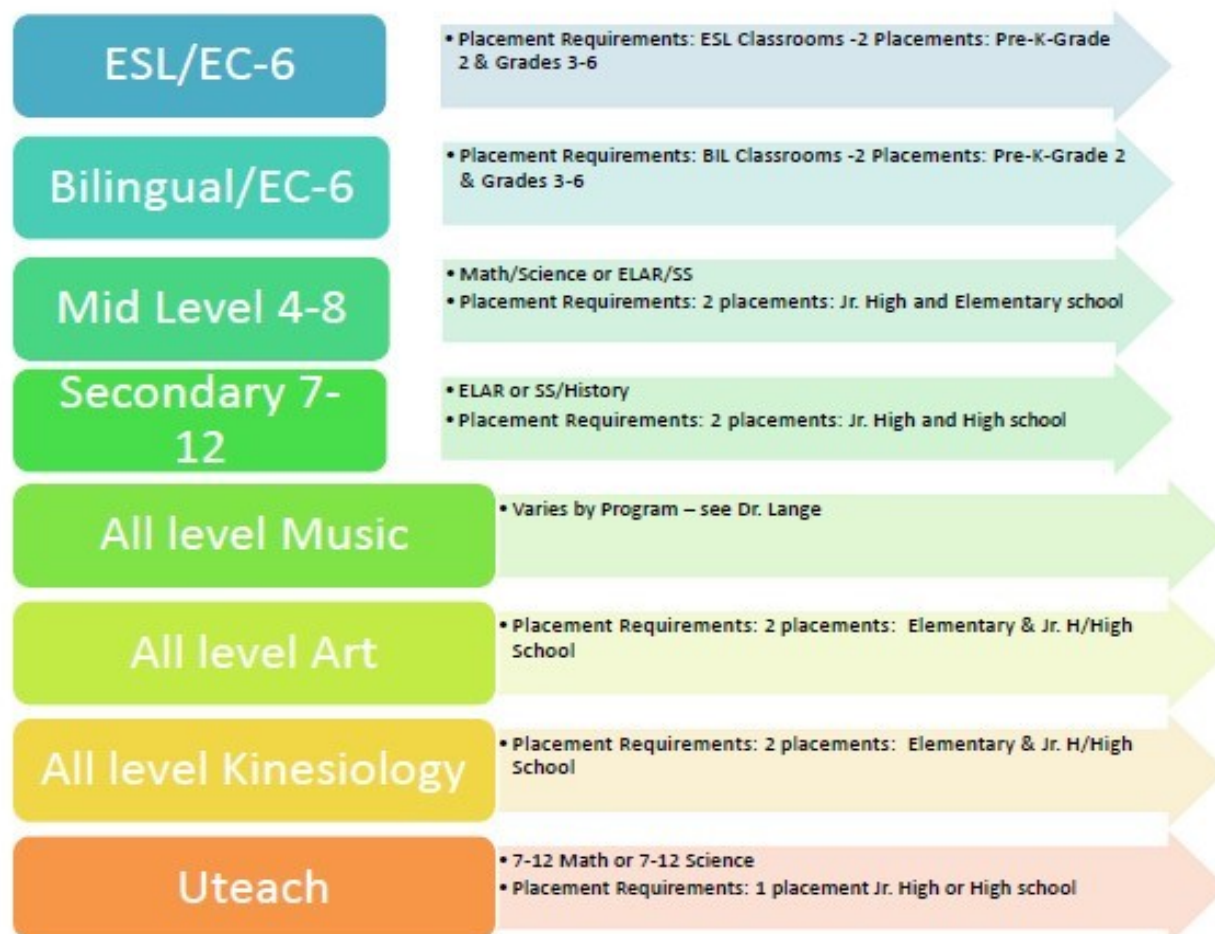 ESL/EC-6
• Placement Requirements: ESL Classrooms -2 Placements: Pre-K-Grade
2 & Grades 3-6
Bilingual/EC-6
• Placement Requirements: BIL Classrooms -2 Placements: Pre-K-Grade 2
& Grades 3-6
Mid Level 4-8
• Math/Science or ELAR/SS
• Placement Requirements: 2 placements: Jr. High and Elementary school
Secondary 7-
12
• ELAR or SS/History
• Placement Requirements: 2 placements: Jr. High and High school
All level Music
• Varies by Program – see Dr. Lange
All level Art
• Placement Requirements: 2 placements: Elementary & Jr. H/High
School
All level Kinesiology
• Placement Requirements: 2 placements: Elementary & Jr. H/High
School
Uteach
• 7-12 Math or 7-12 Science
• Placement Requirements: 1 placement Jr. High or High school